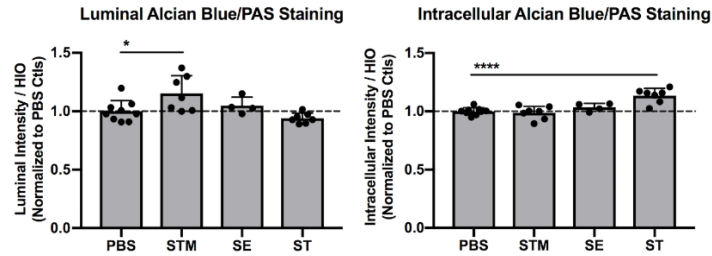 Luminal Alcian Blue/PAS Staining
Luminal Intensity / HIO
(Normalized to PBS Ctls)
1.5
1.0
0.5
0.0
*
PBS STM SE ST
Intracellular Alcian Blue/PAS Staining
Intracellular Intensity / HIO
(Normalized to PBS Ctls)
1.5
1.0
0.5
0.0
****
PBS STM SE ST